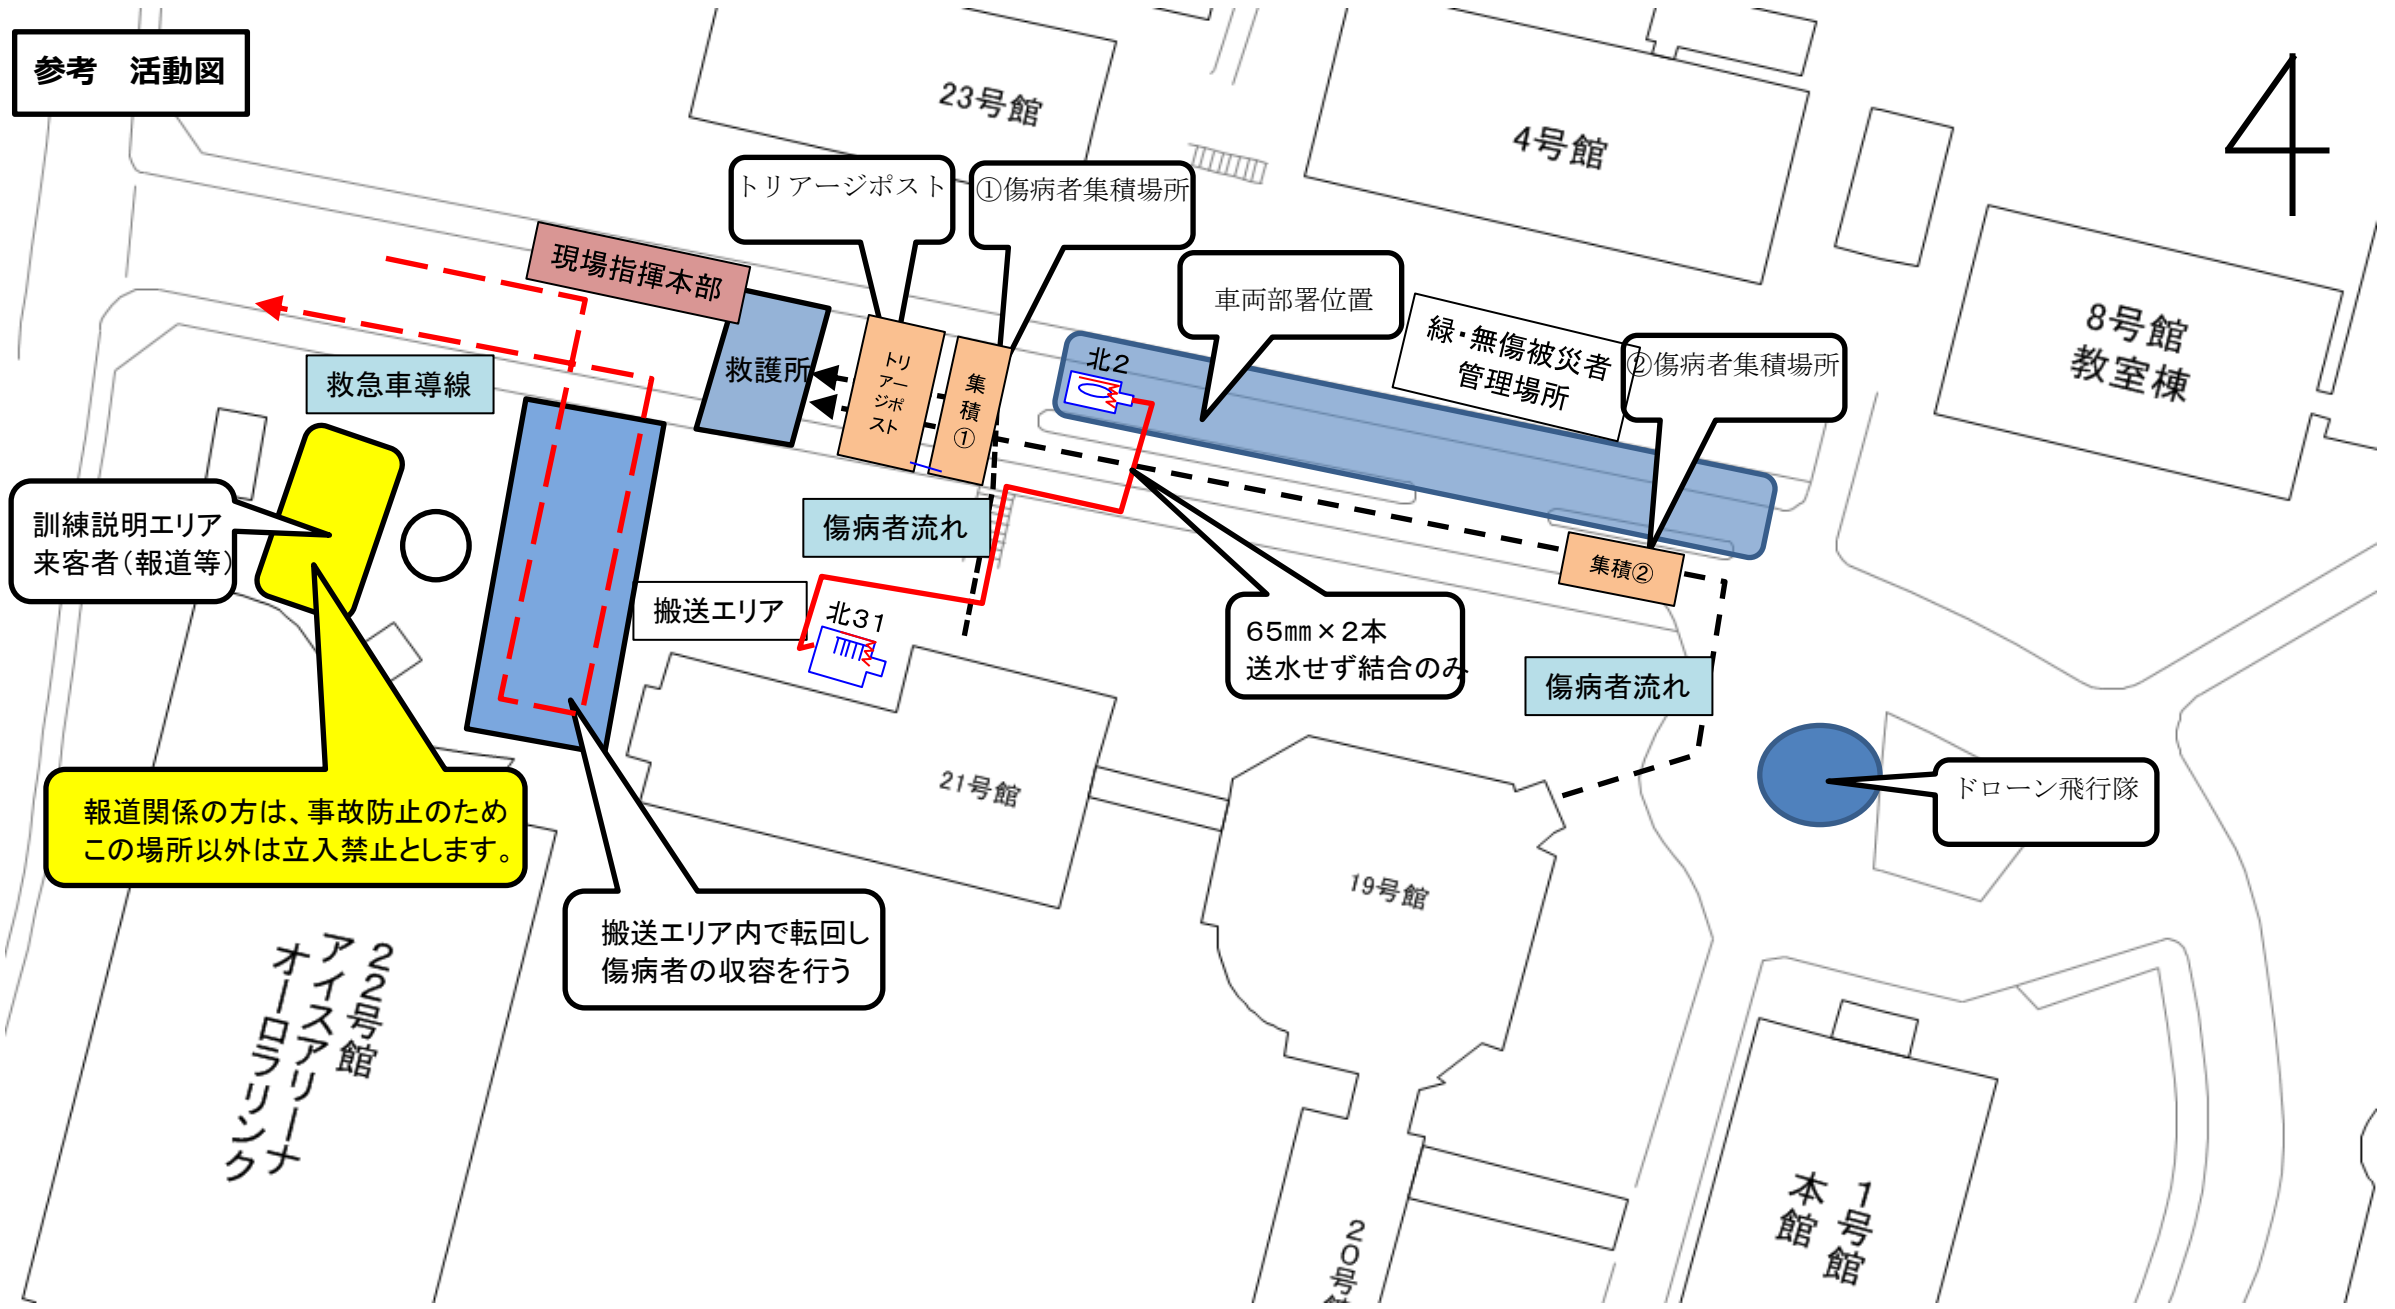 参考 活動図
23号館
4号館
4
8号館
教室棟
トリアージポスト
①傷病者集積場所
車両部署位置
緑・無傷被災者
管理場所
②傷病者集積場所
現場指揮本部
救護所
トリ
アー
ジポ
スト
集
積
①
北2
救急車導線
訓練説明エリア
来客者(報道等)
傷病者流れ
搬送エリア
北31
集積②
65㎜×2本
送水せず結合のみ
傷病者流れ
ドローン飛行隊
報道関係の方は、事故防止のため
この場所以外は立入禁止とします。
21号館
19号館
搬送エリア内で転回し
傷病者の収容を行う
22号館
アイスアリーナ
オーロラリンク
20号
1号館
本館